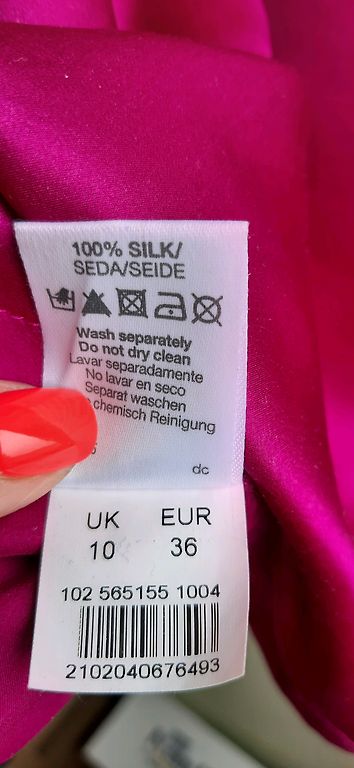 100% SILK/
SEDA/SEIDE
Wash separately
Do not dry clean
Lavar separadamente
No lavar en seco
Separat waschen
chemisch Reinigung
dc
UK EUR
10 36
102 565155 1004
2102040676493